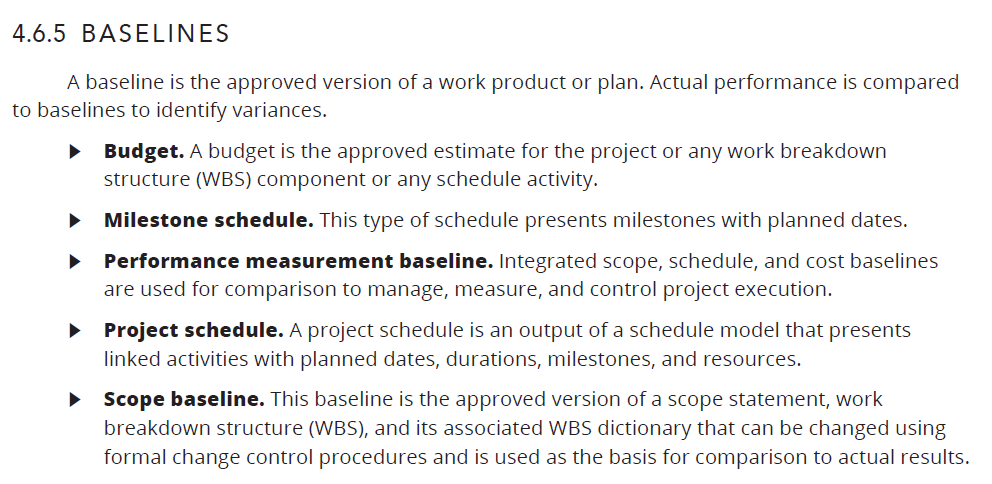 4.6.5 BASELINES
A baseline is the approved version of a work product or plan. Actual performance is compared
to baselines to identify variances.
▶ Budget. A budget is the approved estimate for the project or any work breakdown
structure (WBS) component or any schedule activity.
▶ Milestone schedule. This type of schedule presents milestones with planned dates.
▶ Performance measurement baseline. Integrated scope, schedule, and cost baselines
are used for comparison to manage, measure, and control project execution.
▶ Project schedule. A project schedule is an output of a schedule model that presents
linked activities with planned dates, durations, milestones, and resources.
▶ Scope baseline. This baseline is the approved version of a scope statement, work
breakdown structure (WBS), and its associated WBS dictionary that can be changed using
formal change control procedures and is used as the basis for comparison to actual results.